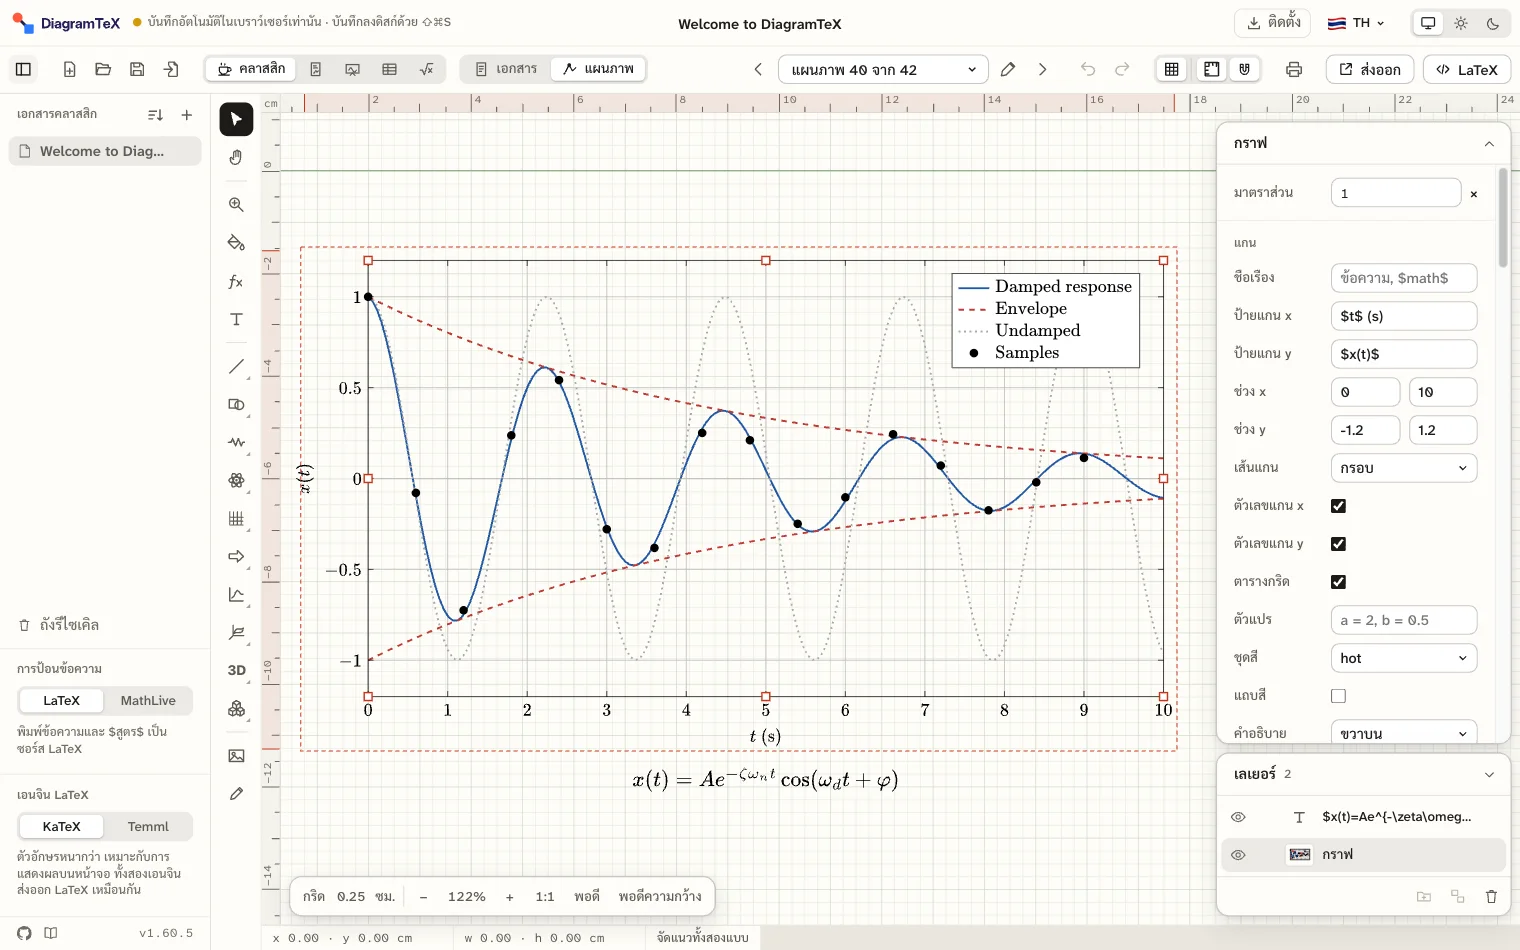 DiagramTeX
บันทึกอัตโนมัติในเบราว์เซอร์เท่านั้น · บันทึกลงดิสก์ด้วย ⇧⌘S
Welcome to DiagramTeX
ติดตั้ง
TH
คลาสสิก
เอกสาร
แผนภาพ
แผนภาพ 40 จาก 42
ส่งออก
LaTeX
เอกสารคลาสสิก
Welcome to Diag...
ถังรีไซเคิล
การป้อนข้อความ
LaTeX
MathLive
พิมพ์ข้อความและ $สูตร$ เป็น
ซอร์ส LaTeX
เอนจิน LaTeX
KaTeX
Temml
ตัวอักษรหนากว่า เหมาะกับการ
แสดงผลบนหน้าจอ ทั้งสองเอนจิน
ส่งออก LaTeX เหมือนกัน
v1.60.5
3D
cm
2 4 6 8 10 12 14 16 18 20 22 24
0
-2
-4
-6
-8
-10
-12
-14
Damped response
Envelope
Undamped
Samples
1
0.5
0
−0.5
−1
x(t)
0 1 2 3 4 5 6 7 8 9 10
t (s)
x(t) = Ae^{−ζω_n t} cos(ω_d t + φ)
กริด 0.25 ซม. − 122% + 1:1 พอดี พอดีความกว้าง
x 0.00 · y 0.00 cm
w 0.00 · h 0.00 cm
จัดแนวทั้งสองแบบ
กราฟ
มาตราส่วน 1 ×
แกน
ชื่อเรื่อง ข้อความ, $math$
ป้ายแกน x $t$ (s)
ป้ายแกน y $x(t)$
ช่วง x 0 10
ช่วง y -1.2 1.2
เส้นแกน กรอบ
ตัวเลขแกน x
ตัวเลขแกน y
ตารางกริด
ตัวแปร a = 2, b = 0.5
ชุดสี hot
แถบสี
คำอธิบาย ขวาบน
เลเยอร์ 2
$x(t)=Ae^{-\zeta\omeg...
กราฟ